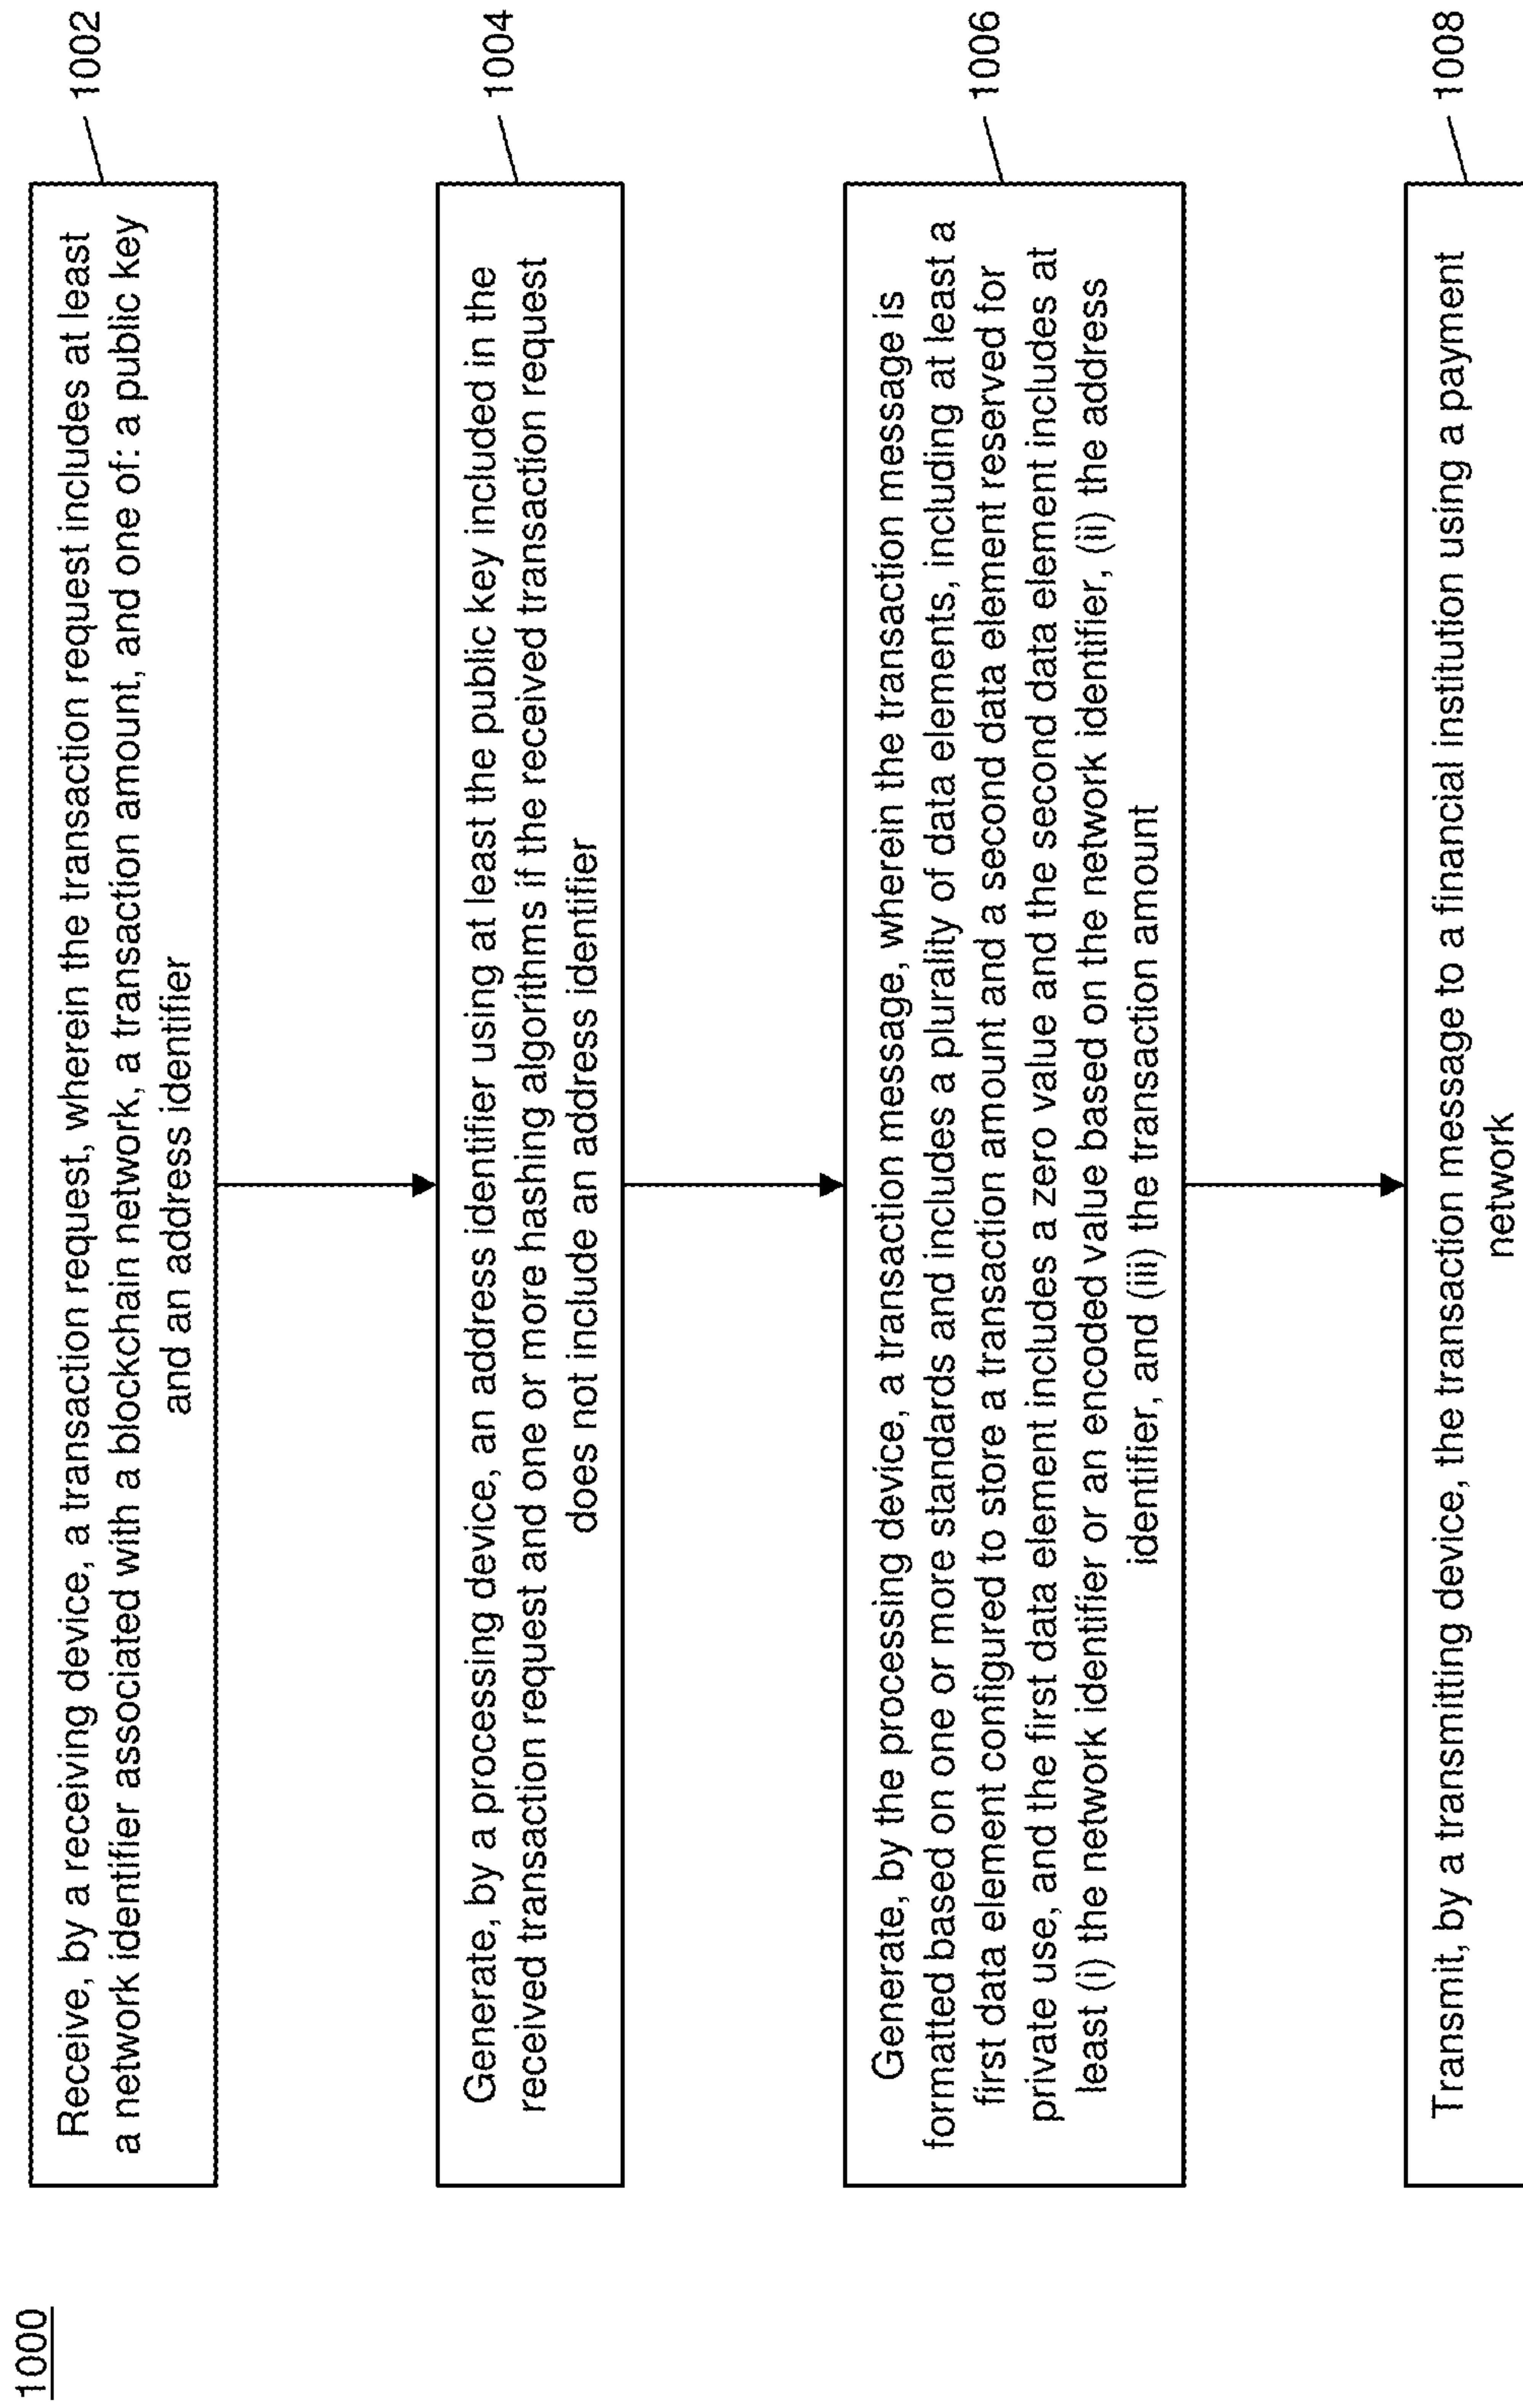 1000
Receive, by a receiving device, a transaction request, wherein the transaction request includes at least
a network identifier associated with a blockchain network, a transaction amount, and one of: a public key
and an address identifier
1002
Generate, by a processing device, an address identifier using at least the public key included in the
received transaction request and one or more hashing algorithms if the received transaction request
does not include an address identifier
1004
Generate, by the processing device, a transaction message, wherein the transaction message is
formatted based on one or more standards and includes a plurality of data elements, including at least a
first data element configured to store a transaction amount and a second data element reserved for
private use, and the first data element includes a zero value and the second data element includes at
least (i) the network identifier or an encoded value based on the network identifier, (ii) the address
identifier, and (iii) the transaction amount
1006
Transmit, by a transmitting device, the transaction message to a financial institution using a payment
network
1008